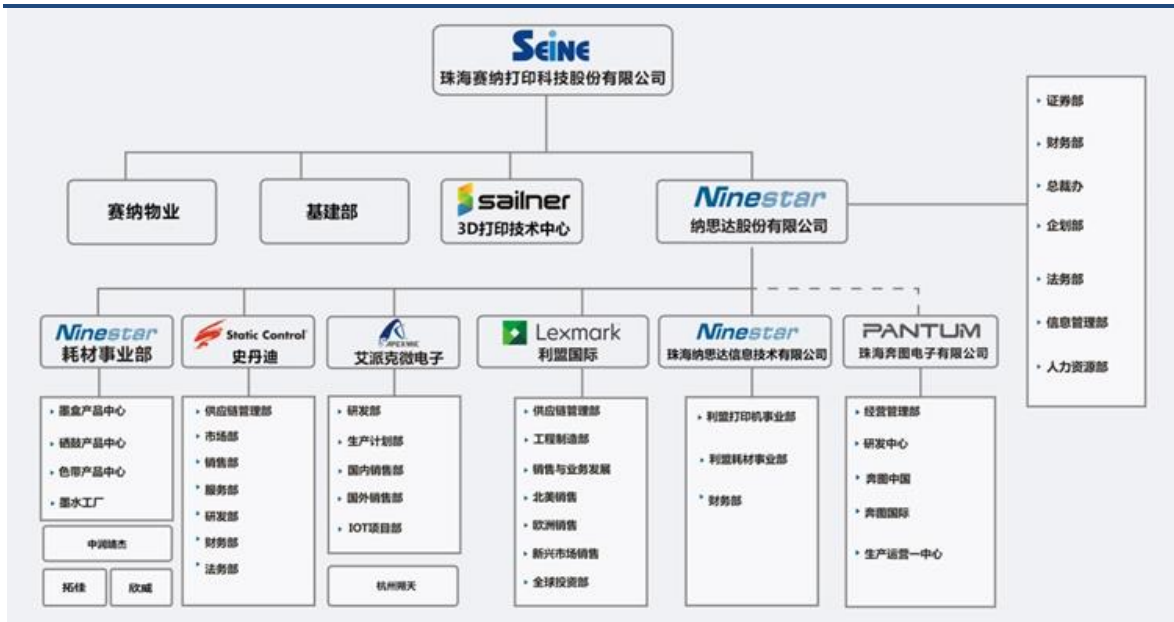 SEINE
珠海赛纳打印科技股份有限公司
赛纳物业
基建部
sailner
3D打印技术中心
Ninestar
纳思达股份有限公司
证券部
财务部
总裁办
企划部
法务部
信息管理部
人力资源部
Ninestar
耗材事业部
墨盒产品中心
硒鼓产品中心
色带产品中心
墨水工厂
中润靖杰
拓佳
欣威
Static Control
史丹迪
供应链管理部
市场部
销售部
服务部
研发部
财务部
法务部
APEXMIC
艾派克微电子
研发部
生产计划部
国内销售部
国外销售部
IOT项目部
杭州朔天
Lexmark
利盟国际
供应链管理部
工程制造部
销售与业务发展
北美销售
欧洲销售
新兴市场销售
全球投资部
Ninestar
珠海纳思达信息技术有限公司
利盟打印机事业部
利盟耗材事业部
财务部
PANTUM
珠海奔图电子有限公司
经营管理部
研发中心
奔图中国
奔图国际
生产运营一中心